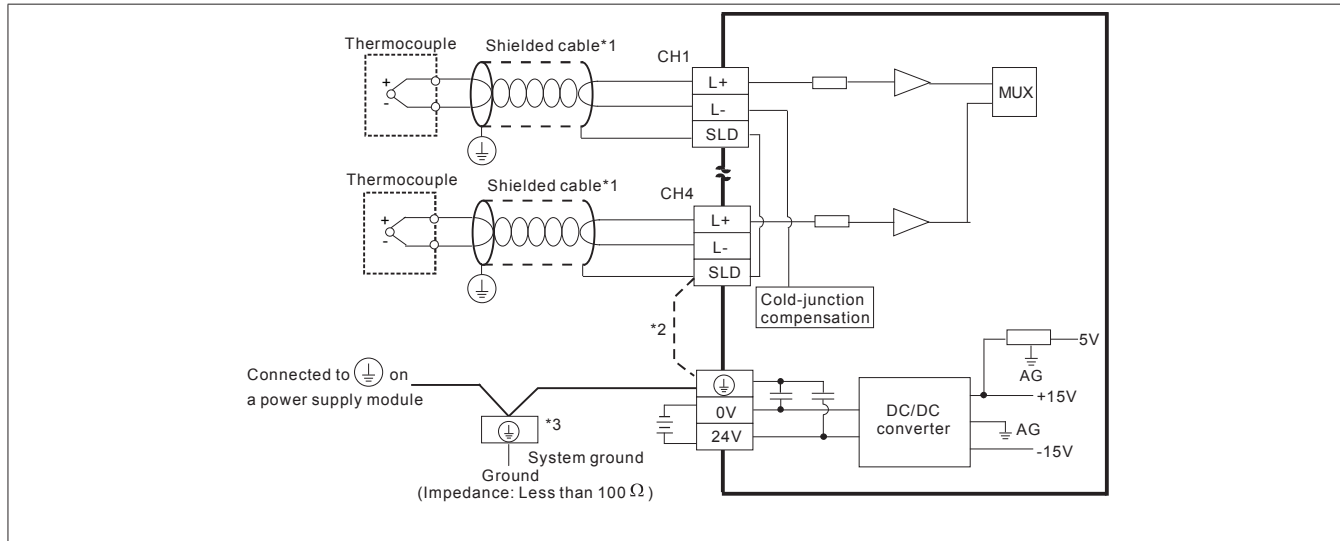 Thermocouple
Shielded cable*1
CH1
+
-
L+
L-
SLD
MUX
Thermocouple
Shielded cable*1
CH4
+
-
L+
L-
SLD
Cold-junction
compensation
*2
5V
AG
+15V
AG
-15V
DC/DC
converter
0V
24V
Connected to on
a power supply module
*3
System ground
Ground
(Impedance: Less than 100 Ω)